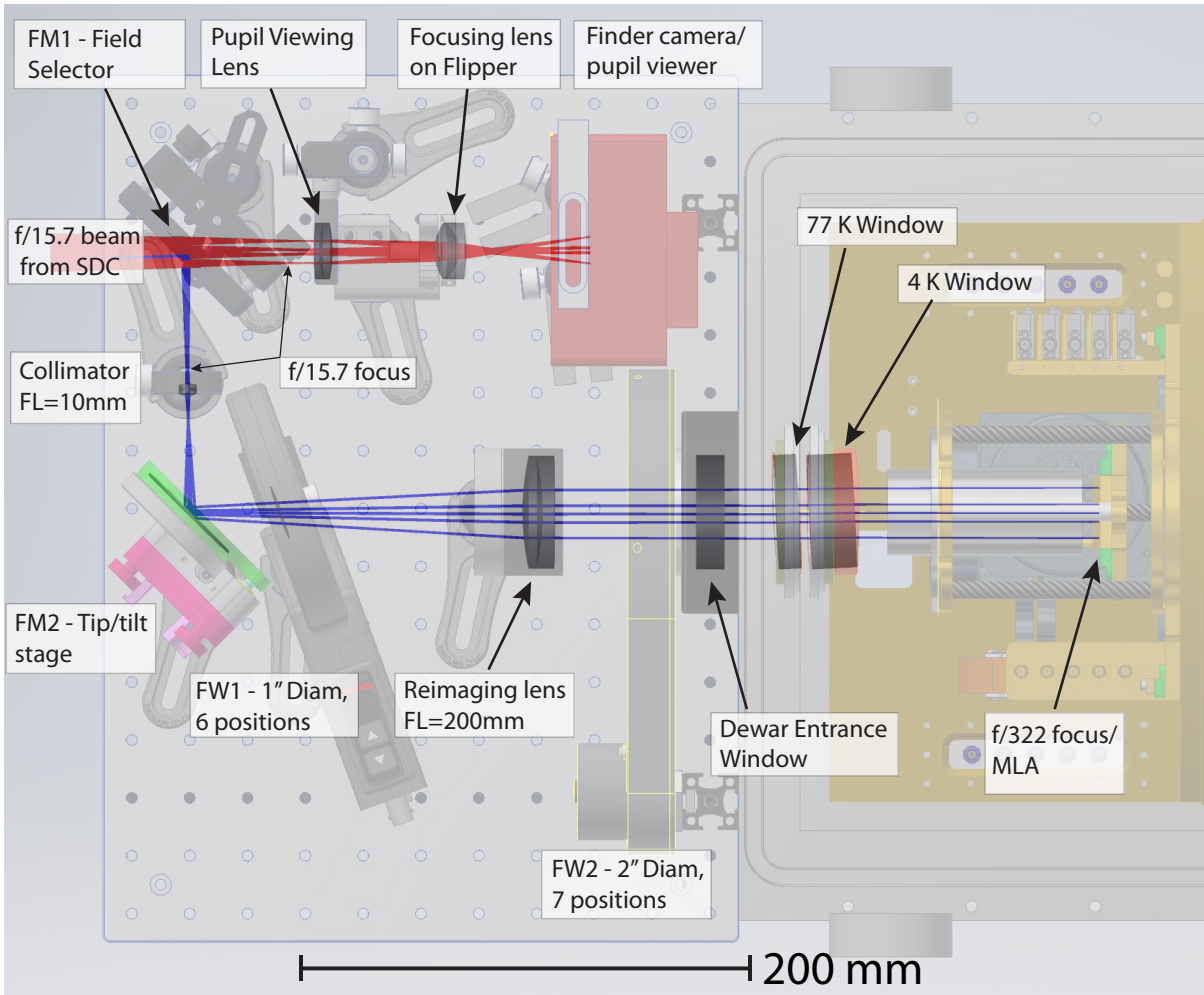 FM1 - Field
Selector
Pupil Viewing
Lens
Focusing lens
on Flipper
Finder camera/
pupil viewer
f/15.7 beam
from SDC
77 K Window
4 K Window
Collimator
FL=10mm
f/15.7 focus
FM2 - Tip/tilt
stage
FW1 - 1” Diam,
6 positions
Reimaging lens
FL=200mm
Dewar Entrance
Window
f/322 focus/
MLA
FW2 - 2” Diam,
7 positions
200 mm